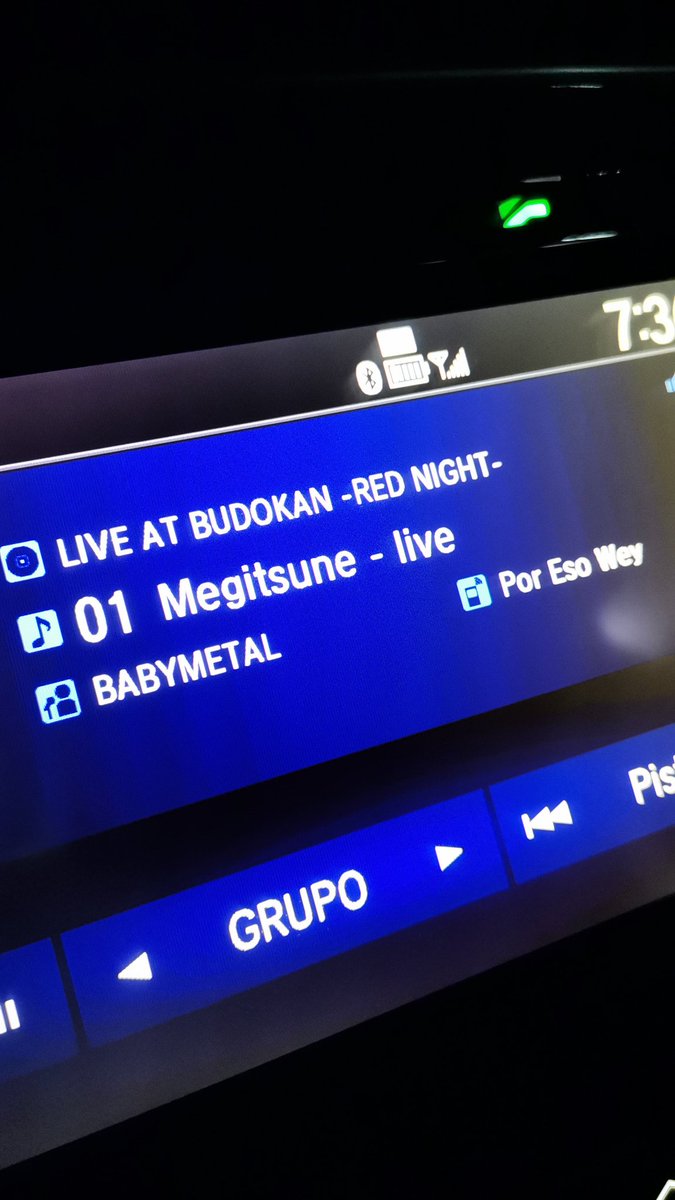 7:3
LIVE AT BUDOKAN -RED NIGHT-
01 Megitsune - live
Por Eso Wey
BABYMETAL
GRUPO